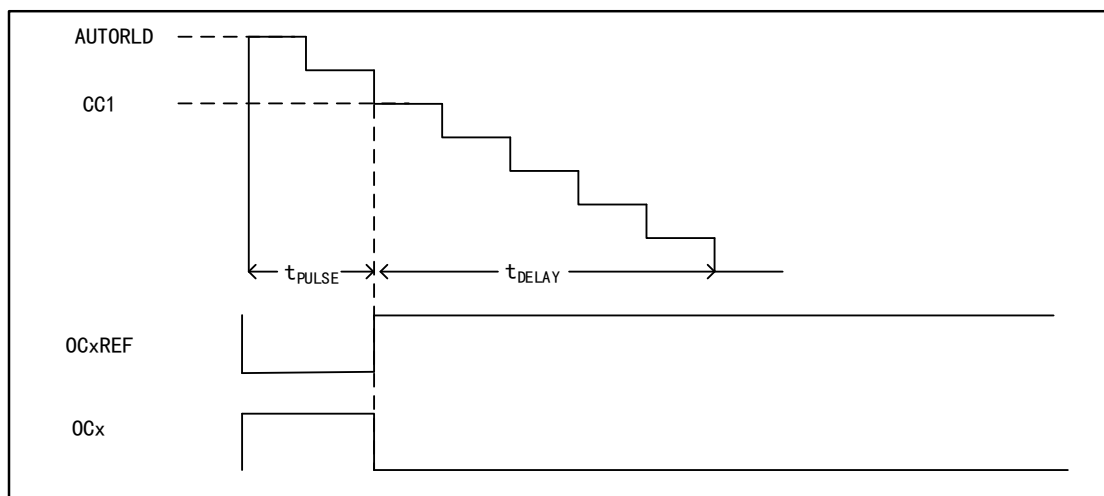 AUTORLD
CC1
tPULSE
tDELAY
OCxREF
OCx